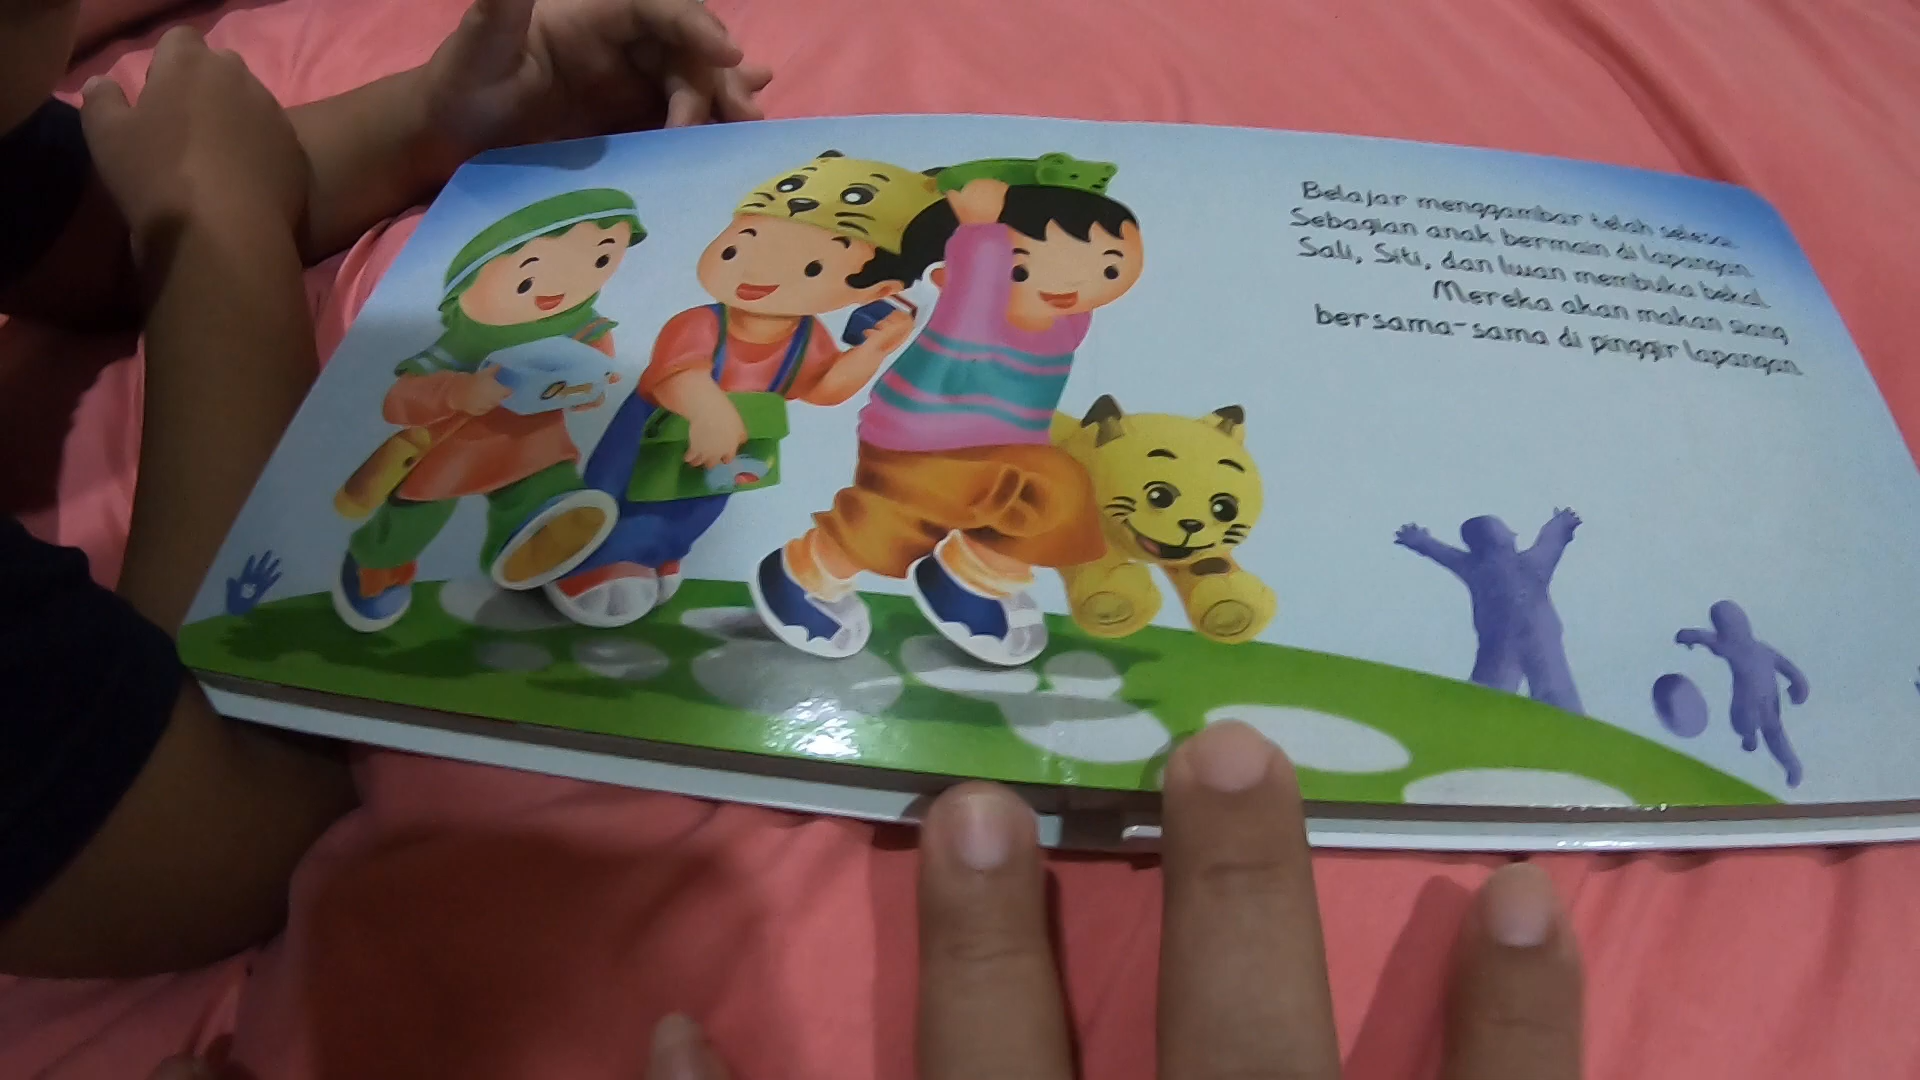 Belajar menggambar telah selesai
Sebagian anak bermain di lapangan
Sali, Siti, dan Iwan membuka bekal
Mereka akan makan siang
bersama-sama di pinggir lapangan